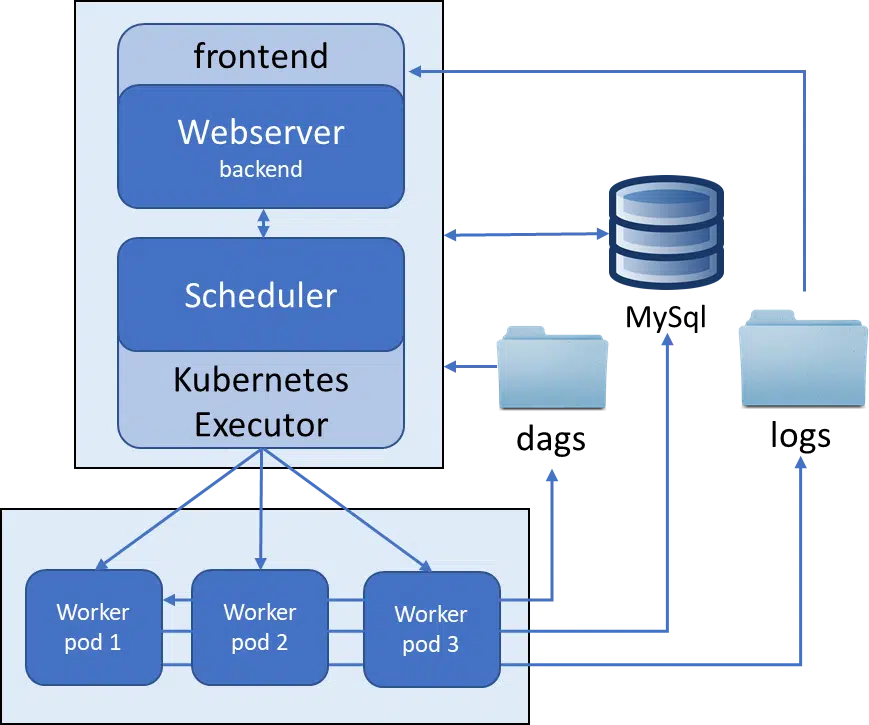 frontend
Webserver
backend
Scheduler
Kubernetes
Executor
MySql
dags
logs
Worker
pod 1
Worker
pod 2
Worker
pod 3